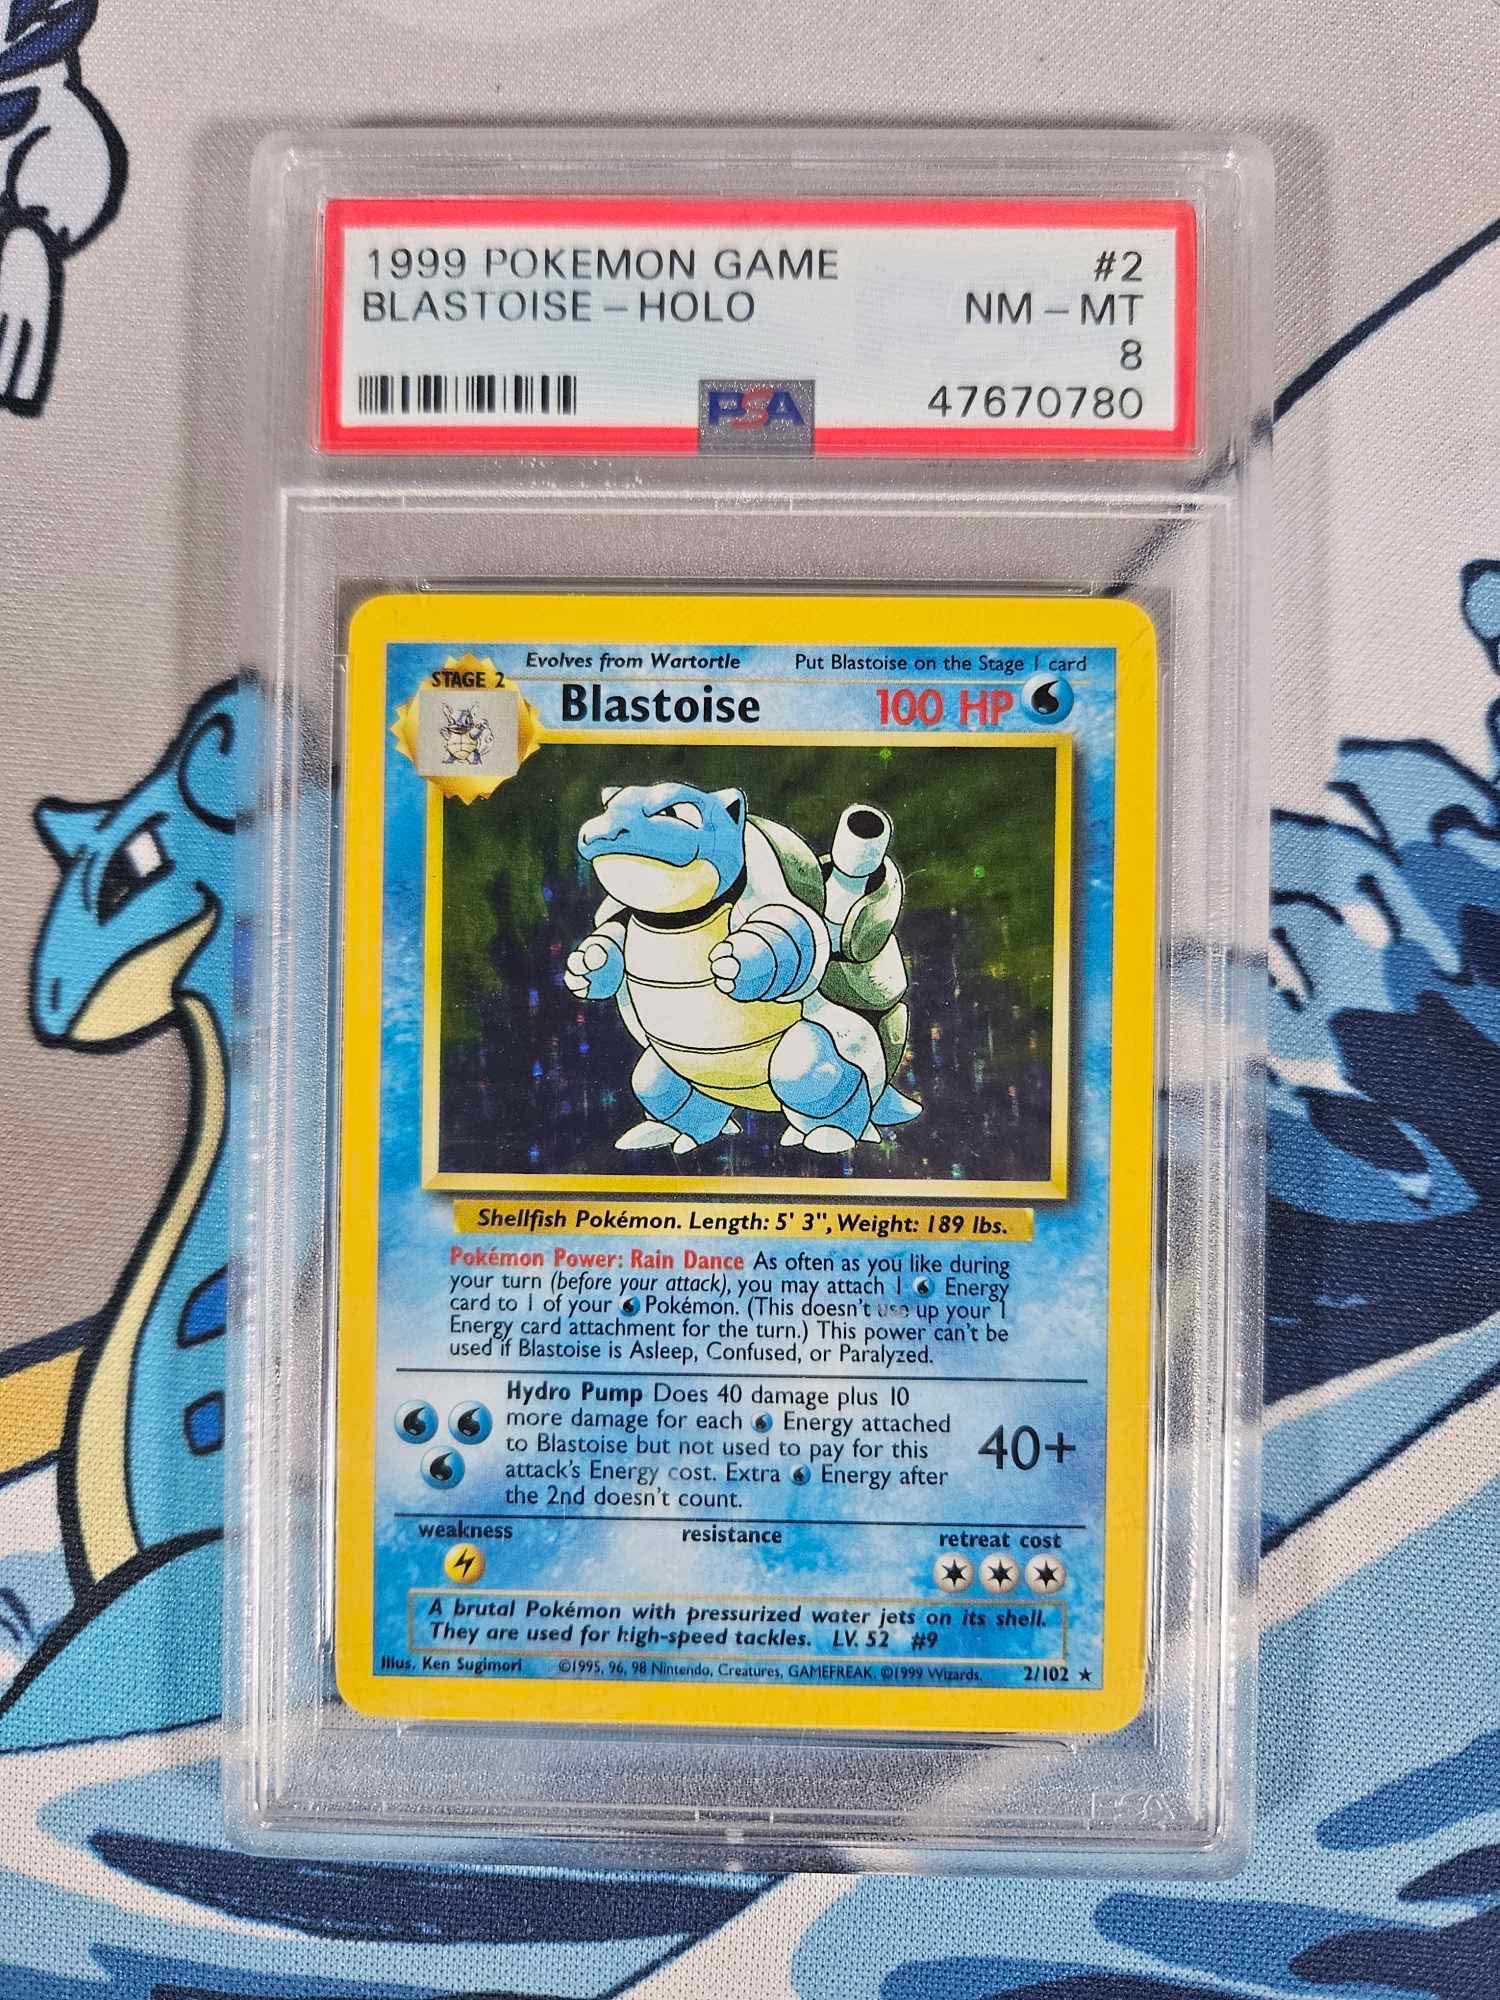 1999 POKEMON GAME #2
BLASTOISE - HOLO NM - MT
8
PSA 47670780
Evolves from Wartortle Put Blastoise on the Stage 1 card
STAGE 2
Blastoise 100 HP
Shellfish Pokémon. Length: 5' 3", Weight: 189 lbs.
Pokémon Power: Rain Dance As often as you like during
your turn (before your attack), you may attach 1 Energy
card to 1 of your Pokémon. (This doesn't use up your 1
Energy card attachment for the turn.) This power can't be
used if Blastoise is Asleep, Confused, or Paralyzed.
Hydro Pump Does 40 damage plus 10
more damage for each Energy attached
to Blastoise but not used to pay for this
attack's Energy cost. Extra Energy after
the 2nd doesn't count.
40+
weakness resistance retreat cost
A brutal Pokémon with pressurized water jets on its shell.
They are used for high-speed tackles. LV. 52 #9
Illus. Ken Sugimori ©1995, 96, 98 Nintendo, Creatures, GAMEFREAK. ©1999 Wizards. 2/102 ★
PSA